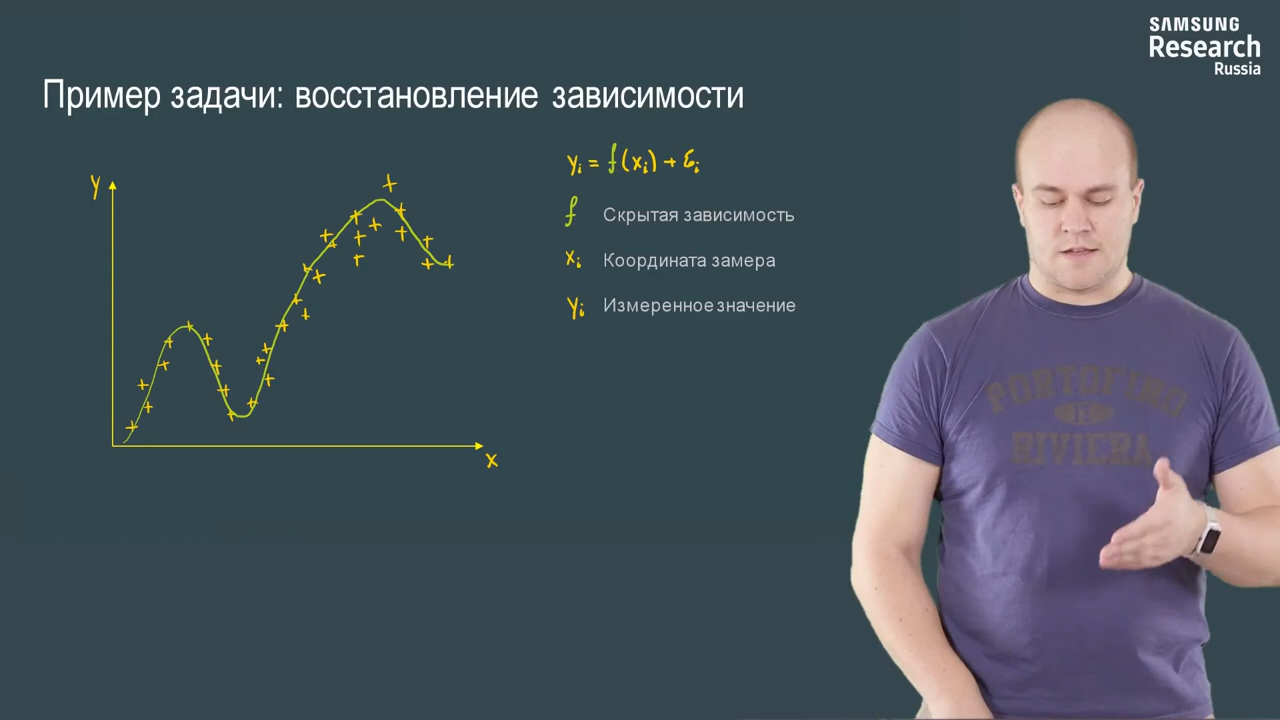 SAMSUNG
Research
Russia
Пример задачи: восстановление зависимости
y
x
yᵢ = f(xᵢ) + εᵢ
f Скрытая зависимость
xᵢ Координата замера
yᵢ Измеренное значение
PORTOFINO
RIVIERA